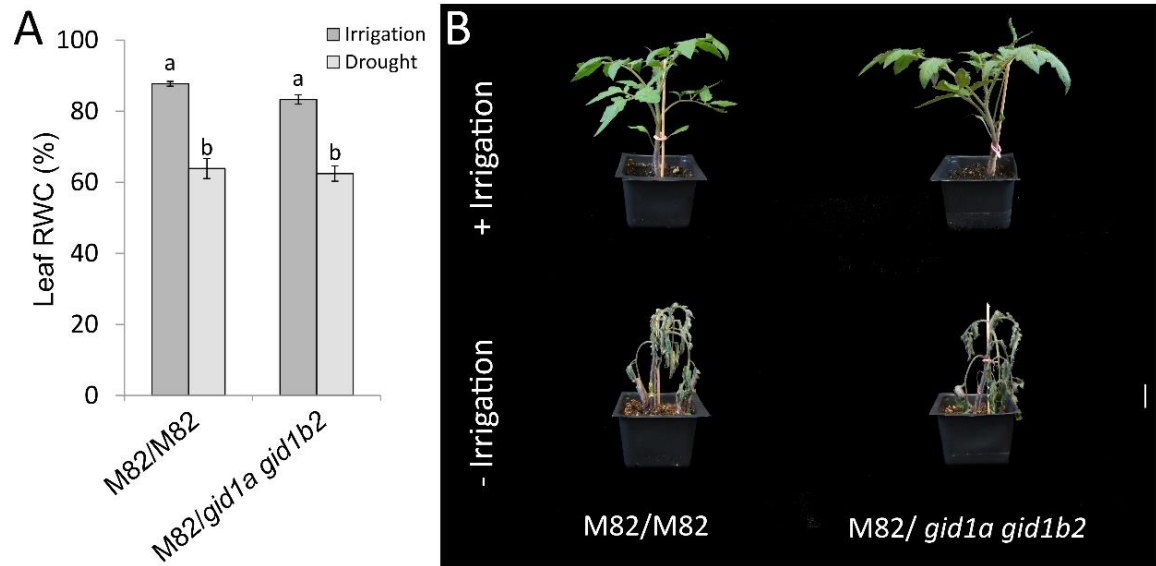 A
100
80
60
40
20
0
Leaf RWC (%)
Irrigation
Drought
a
b
a
b
M82/M82
M82/gid1a gid1b2
B
+ Irrigation
- Irrigation
M82/M82
M82/ gid1a gid1b2